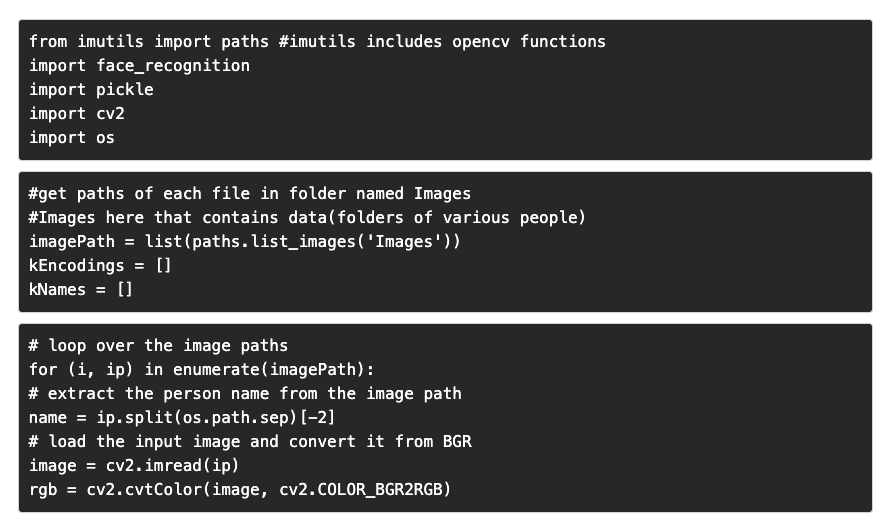 from imutils import paths #imutils includes opencv functions
import face_recognition
import pickle
import cv2
import os
#get paths of each file in folder named Images
#Images here that contains data(folders of various people)
imagePath = list(paths.list_images('Images'))
kEncodings = []
kNames = []
# loop over the image paths
for (i, ip) in enumerate(imagePath):
# extract the person name from the image path
name = ip.split(os.path.sep)[-2]
# load the input image and convert it from BGR
image = cv2.imread(ip)
rgb = cv2.cvtColor(image, cv2.COLOR_BGR2RGB)